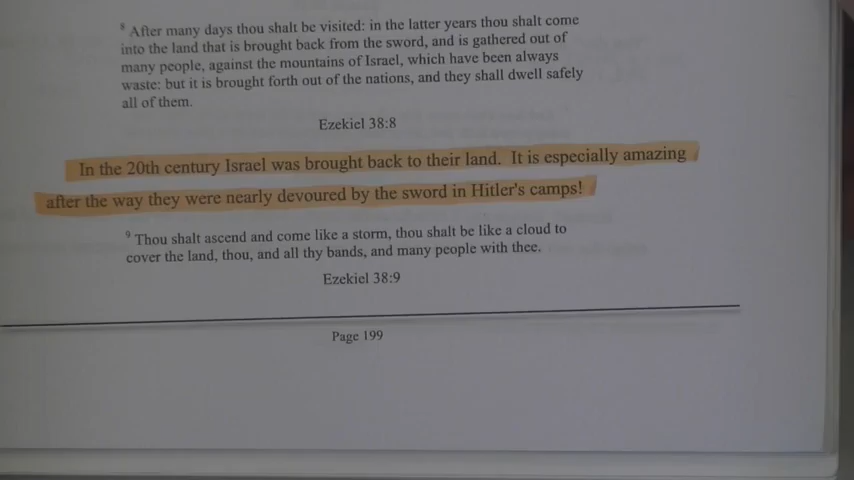 8 After many days thou shalt be visited: in the latter years thou shalt come
into the land that is brought back from the sword, and is gathered out of
many people, against the mountains of Israel, which have been always
waste: but it is brought forth out of the nations, and they shall dwell safely
all of them.
Ezekiel 38:8
In the 20th century Israel was brought back to their land. It is especially amazing
after the way they were nearly devoured by the sword in Hitler's camps!
9 Thou shalt ascend and come like a storm, thou shalt be like a cloud to
cover the land, thou, and all thy bands, and many people with thee.
Ezekiel 38:9
Page 199